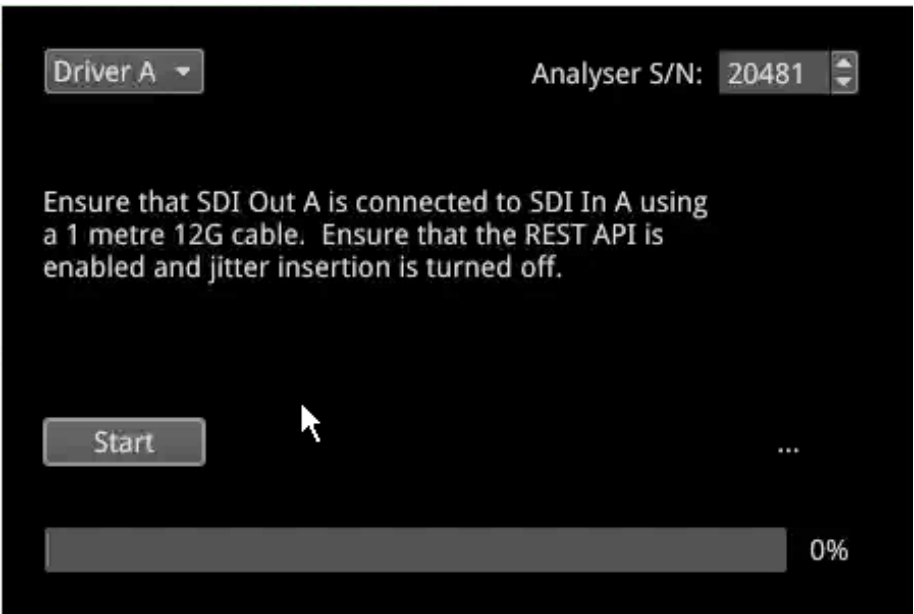 Driver A
Analyser S/N: 20481
Ensure that SDI Out A is connected to SDI In A using
a 1 metre 12G cable.  Ensure that the REST API is
enabled and jitter insertion is turned off.
Start
...
0%